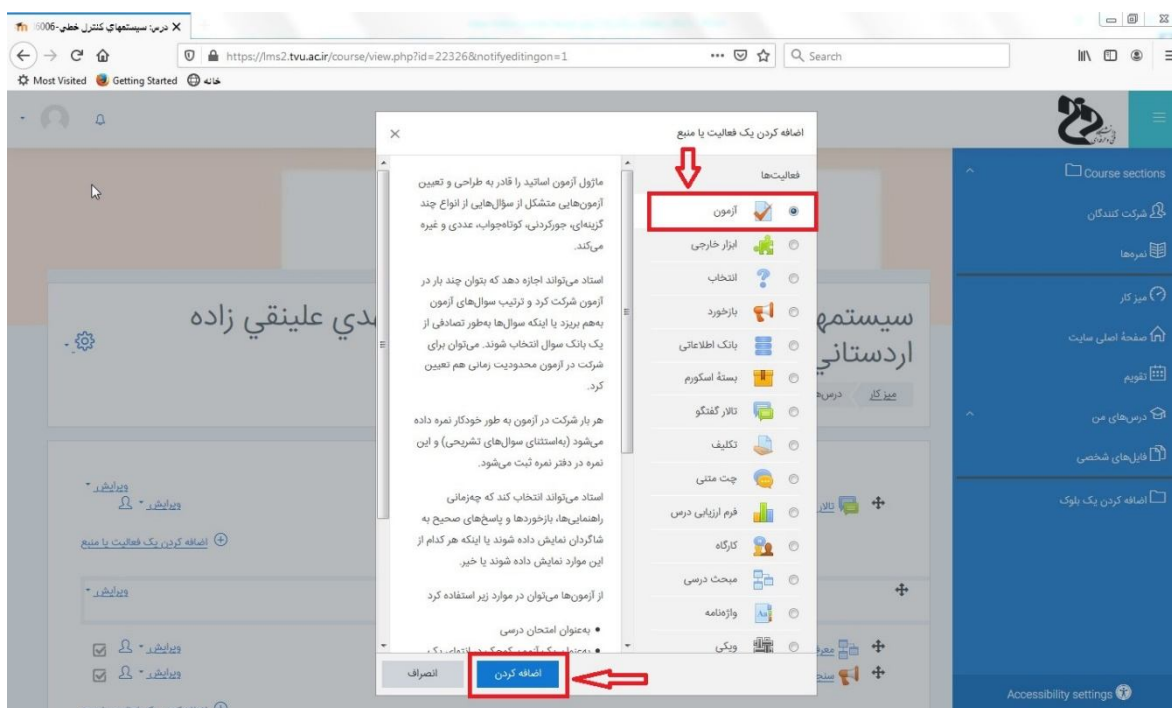 درس: سیستمهاي کنترل خطي-6006
https://lms2.tvu.ac.ir/course/view.php?id=22326&notifyeditingon=1
Search
Most Visited
Getting Started
خانه
اضافه کردن یک فعالیت یا منبع
فعالیت‌ها
آزمون
ابزار خارجی
انتخاب
بازخورد
بانک اطلاعاتی
بستهٔ اسکورم
تالار گفتگو
تکلیف
چت متنی
فرم ارزیابی درس
کارگاه
مبحث درسی
واژه‌نامه
ویکی
ماژول آزمون اساتید را قادر به طراحی و تعیین
آزمون‌هایی متشکل از سؤال‌هایی از انواع چند
گزینه‌ای، جورکردنی، کوتاه‌جواب، عددی و غیره
می‌کند.
استاد می‌تواند اجازه دهد که بتوان چند بار در
آزمون شرکت کرد و ترتیب سوال‌های آزمون
به‌هم بریزد یا اینکه سوال‌ها به‌طور تصادفی از
یک بانک سوال انتخاب شوند. می‌توان برای
شرکت در آزمون محدودیت زمانی هم تعیین
کرد.
هر بار شرکت در آزمون به طور خودکار نمره داده
می‌شود (به‌استثنای سوال‌های تشریحی) و این
نمره در دفتر نمره ثبت می‌شود.
استاد می‌تواند انتخاب کند که چه‌زمانی
راهنمایی‌ها، بازخوردها و پاسخ‌های صحیح به
شاگردان نمایش داده شوند یا اینکه هر کدام از
این موارد نمایش داده شوند یا خیر.
از آزمون‌ها می‌توان در موارد زیر استفاده کرد
• به‌عنوان امتحان درسی
اضافه کردن
انصراف
Course sections
شرکت کنندگان
نمره‌ها
میز کار
صفحهٔ اصلی سایت
تقویم
درس‌های من
فایل‌های شخصی
اضافه کردن یک بلوک
Accessibility settings
علینقي زاده
اردستاني
میز کار
ویرایش
ویرایش
تالار
اضافه کردن یک فعالیت یا منبع
ویرایش
ویرایش
ویرایش